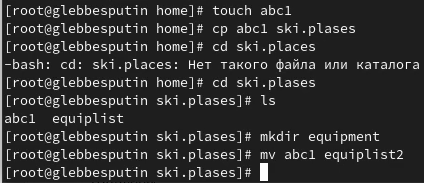 [root@glebbesputin home]# touch abc1
[root@glebbesputin home]# cp abc1 ski.plases
[root@glebbesputin home]# cd ski.places
-bash: cd: ski.places: Нет такого файла или каталога
[root@glebbesputin home]# cd ski.plases
[root@glebbesputin ski.plases]# ls
abc1  equiplist
[root@glebbesputin ski.plases]# mkdir equipment
[root@glebbesputin ski.plases]# mv abc1 equiplist2
[root@glebbesputin ski.plases]#